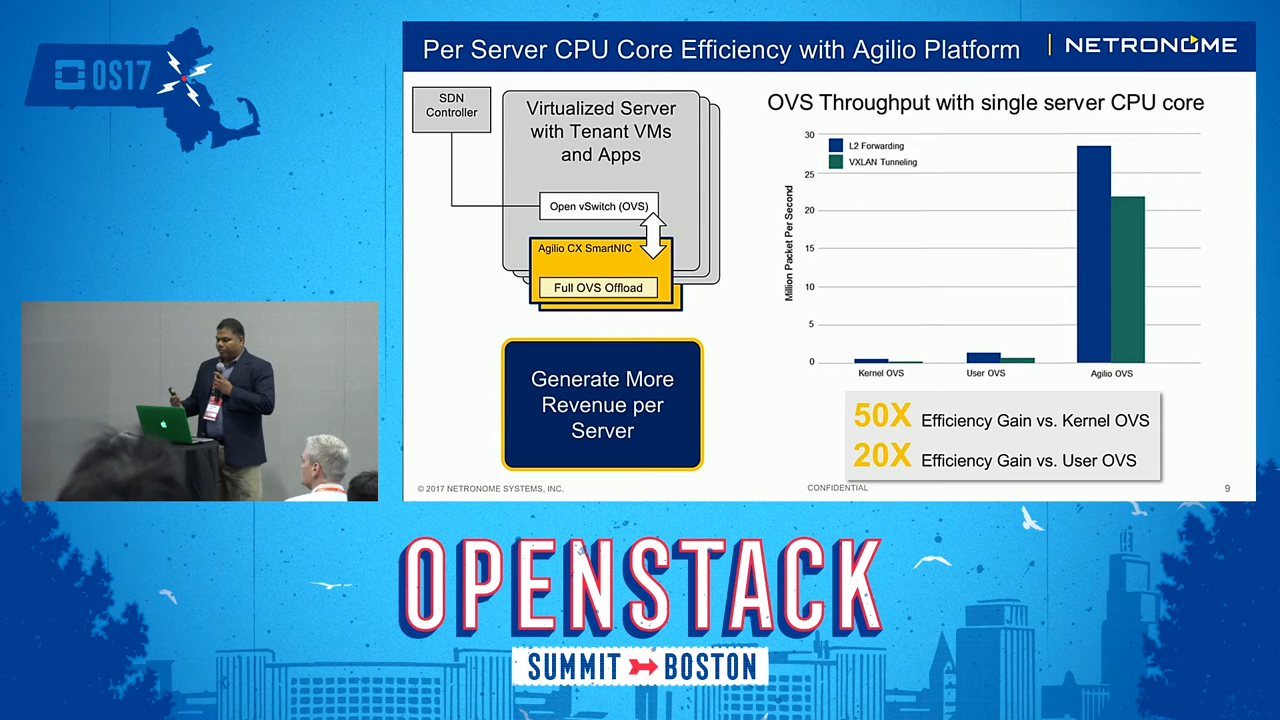 OS17
Per Server CPU Core Efficiency with Agilio Platform
NETRONOME
SDN
Controller
Virtualized Server
with Tenant VMs
and Apps
Open vSwitch (OVS)
Agilio CX SmartNIC
Full OVS Offload
Generate More
Revenue per
Server
OVS Throughput with single server CPU core
L2 Forwarding
VXLAN Tunneling
Million Packet Per Second
30
25
20
15
10
5
0
Kernel OVS
User OVS
Agilio OVS
50X Efficiency Gain vs. Kernel OVS
20X Efficiency Gain vs. User OVS
© 2017 NETRONOME SYSTEMS, INC.
CONFIDENTIAL
9
OPENSTACK
SUMMIT BOSTON